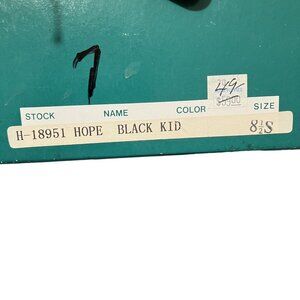 7
49
STOCK NAME COLOR SIZE
H-18951 HOPE BLACK KID 8½S